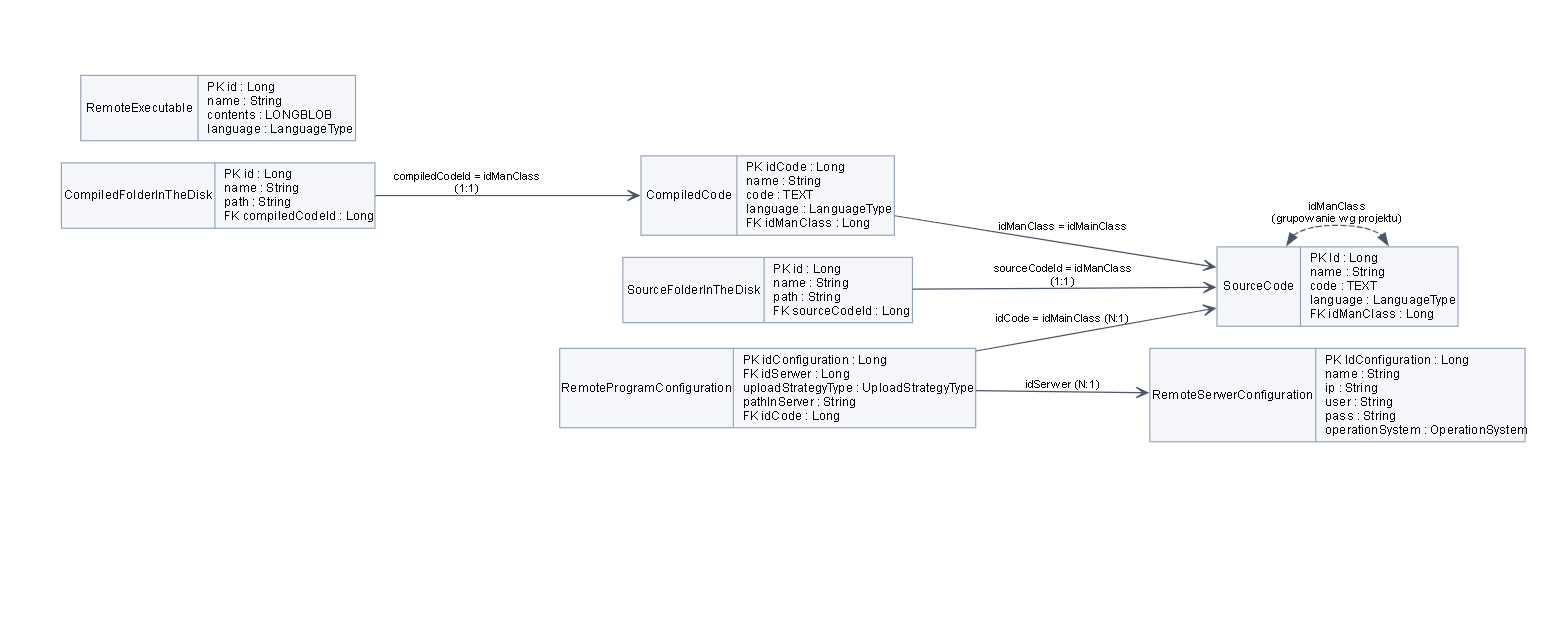 RemoteExecutable
PK id : Long
name : String
contents : LONGBLOB
language : LanguageType
CompiledFolderInTheDisk
PK id : Long
name : String
path : String
FK compiledCodeId : Long
compiledCodeId = idManClass
(1:1)
CompiledCode
PK idCode : Long
name : String
code : TEXT
language : LanguageType
FK idManClass : Long
idManClass = idMainClass
SourceFolderInTheDisk
PK id : Long
name : String
path : String
FK sourceCodeId : Long
sourceCodeId = idManClass
(1:1)
idManClass
(grupowanie wg projektu)
SourceCode
PK Id : Long
name : String
code : TEXT
language : LanguageType
FK idManClass : Long
RemoteProgramConfiguration
PK idConfiguration : Long
FK idSerwer : Long
uploadStrategyType : UploadStrategyType
pathInServer : String
FK idCode : Long
idCode = idMainClass (N:1)
idSerwer (N:1)
RemoteSerwerConfiguration
PK IdConfiguration : Long
name : String
ip : String
user : String
pass : String
operationSystem : OperationSystem